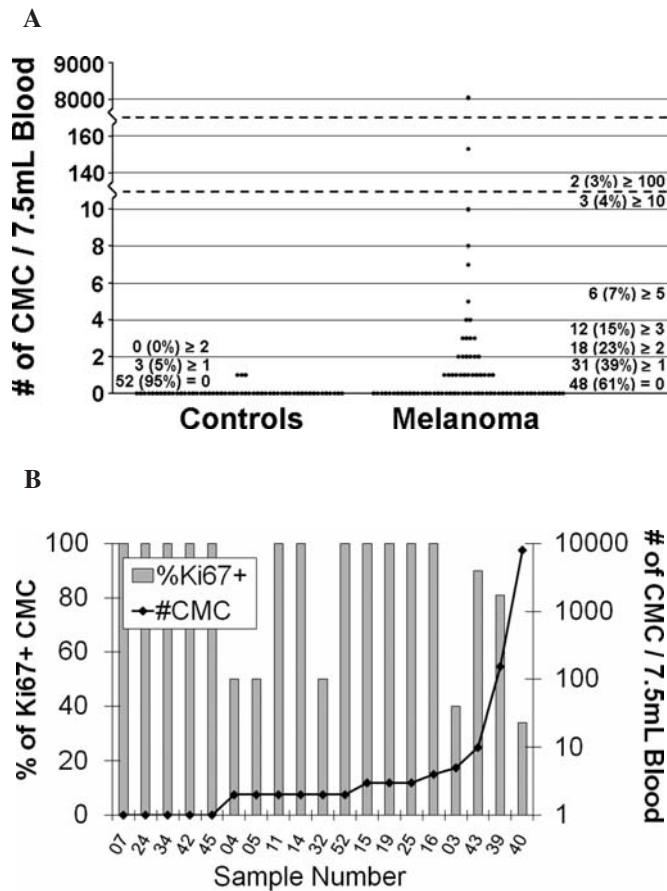 A
# of CMC / 7.5mL Blood
9000
8000
160
140
10
8
6
4
2
0
2 (3%) ≥ 100
3 (4%) ≥ 10
6 (7%) ≥ 5
12 (15%) ≥ 3
18 (23%) ≥ 2
31 (39%) ≥ 1
48 (61%) = 0
0 (0%) ≥ 2
3 (5%) ≥ 1
52 (95%) = 0
Controls
Melanoma
B
% of Ki67+ CMC
100
80
60
40
20
0
%Ki67+
#CMC
10000
1000
100
10
1
# of CMC / 7.5mL Blood
07 24 34 42 45 04 05 11 14 32 52 15 19 25 16 03 43 39 40
Sample Number